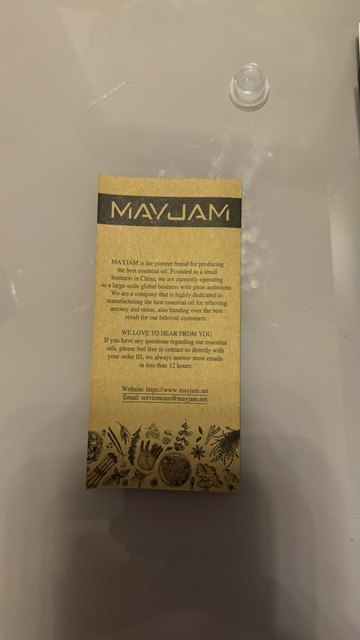 MAYJAM
MAYJAM is the pioneer brand for producing
the best essential oil. Founded as a small
business in China, we are currently operating
as a large-scale global business with great ambitions.
We are a company that is highly dedicated to
manufacturing the best essential oil for relieving
anxiety and stress, also handing over the best
result for our beloved customers.
WE LOVE TO HEAR FROM YOU
If you have any questions regarding our essential
oils, please feel free to contact us directly with
your order ID, we always answer most emails
in less than 12 hours:
Website: https://www.mayjam.net
Email: serviceteam@mayjam.net